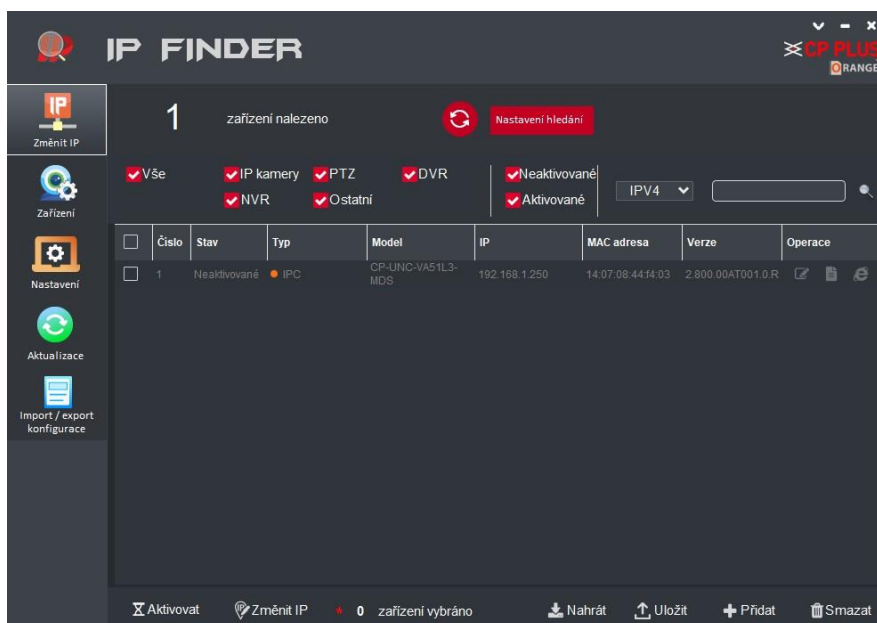 IP FINDER
CP PLUS
ORANGE
Změnit IP
1 zařízení nalezeno
Nastavení hledání
Vše
IP kamery
PTZ
DVR
NVR
Ostatní
Neaktivované
Aktivované
IPV4
Zařízení
Nastavení
Aktualizace
Import / export
konfigurace
Číslo Stav Typ Model IP MAC adresa Verze Operace
1 Neaktivované IPC CP-UNC-VA51L3-
MDS 192.168.1.250 14:07:08:44:f4:03 2.800.00AT001.0.R
Aktivovat
Změnit IP
* 0 zařízení vybráno
Nahrát
Uložit
Přidat
Smazat